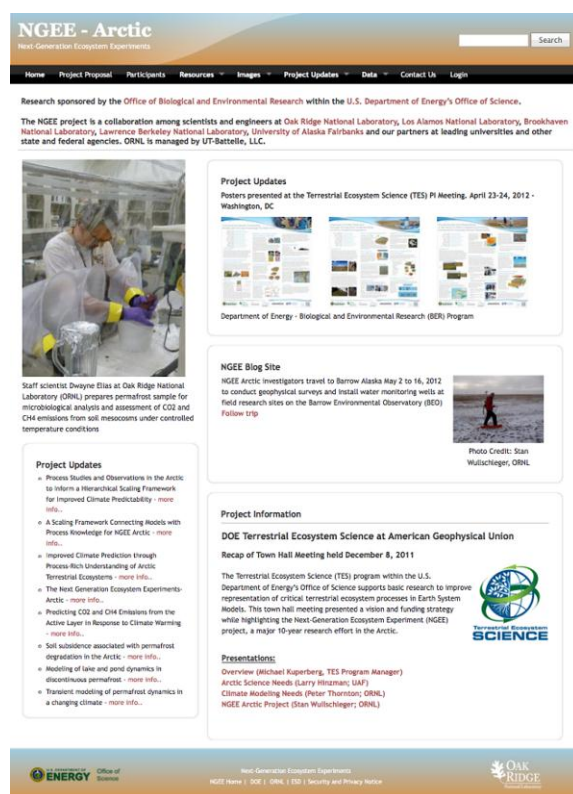 NGEE - Arctic
Next-Generation Ecosystem Experiments
Search
Home Project Proposal Participants Resources Images Project Updates Data Contact Us Login
Research sponsored by the Office of Biological and Environmental Research within the U.S. Department of Energy's Office of Science.
The NGEE project is a collaboration among scientists and engineers at Oak Ridge National Laboratory, Los Alamos National Laboratory, Brookhaven
National Laboratory, Lawrence Berkeley National Laboratory, University of Alaska Fairbanks and our partners at leading universities and other
state and federal agencies. ORNL is managed by UT-Battelle, LLC.
Staff scientist Dwayne Elias at Oak Ridge National
Laboratory (ORNL) prepares permafrost sample for
microbiological analysis and assessment of CO2 and
CH4 emissions from soil mesocosms under controlled
temperature conditions
Project Updates
Process Studies and Observations in the Arctic
to Inform a Hierarchical Scaling Framework
for Improved Climate Predictability - more
info..
A Scaling Framework Connecting Models with
Process Knowledge for NGEE Arctic - more
info..
Improved Climate Prediction through
Process-Rich Understanding of Arctic
Terrestrial Ecosystems - more info..
The Next Generation Ecosystem Experiments-
Arctic - more info..
Predicting CO2 and CH4 Emissions from the
Active Layer in Response to Climate Warming
- more info..
Soil subsidence associated with permafrost
degradation in the Arctic - more info..
Modeling of lake and pond dynamics in
discontinuous permafrost - more info..
Transient modeling of permafrost dynamics in
a changing climate - more info..
Project Updates
Posters presented at the Terrestrial Ecosystem Science (TES) PI Meeting. April 23-24, 2012 -
Washington, DC
Department of Energy - Biological and Environmental Research (BER) Program
NGEE Blog Site
NGEE Arctic investigators travel to Barrow Alaska May 2 to 16, 2012
to conduct geophysical surveys and install water monitoring wells at
field research sites on the Barrow Environmental Observatory (BEO)
Follow trip
Photo Credit: Stan
Wullschleger, ORNL
Project Information
DOE Terrestrial Ecosystem Science at American Geophysical Union
Recap of Town Hall Meeting held December 8, 2011
The Terrestrial Ecosystem Science (TES) program within the U.S.
Department of Energy's Office of Science supports basic research to improve
representation of critical terrestrial ecosystem processes in Earth System
Models. This town hall meeting presented a vision and funding strategy
while highlighting the Next-Generation Ecosystem Experiment (NGEE)
project, a major 10-year research effort in the Arctic.
Terrestrial Ecosystem
SCIENCE
Presentations:
Overview (Michael Kuperberg, TES Program Manager)
Arctic Science Needs (Larry Hinzman; UAF)
Climate Modeling Needs (Peter Thornton; ORNL)
NGEE Arctic Project (Stan Wullschleger; ORNL)
U.S. DEPARTMENT OF
ENERGY
Office of
Science
Next-Generation Ecosystem Experiments
NGEE Home | DOE | ORNL | ESD | Security and Privacy Notice
OAK
RIDGE
National Laboratory